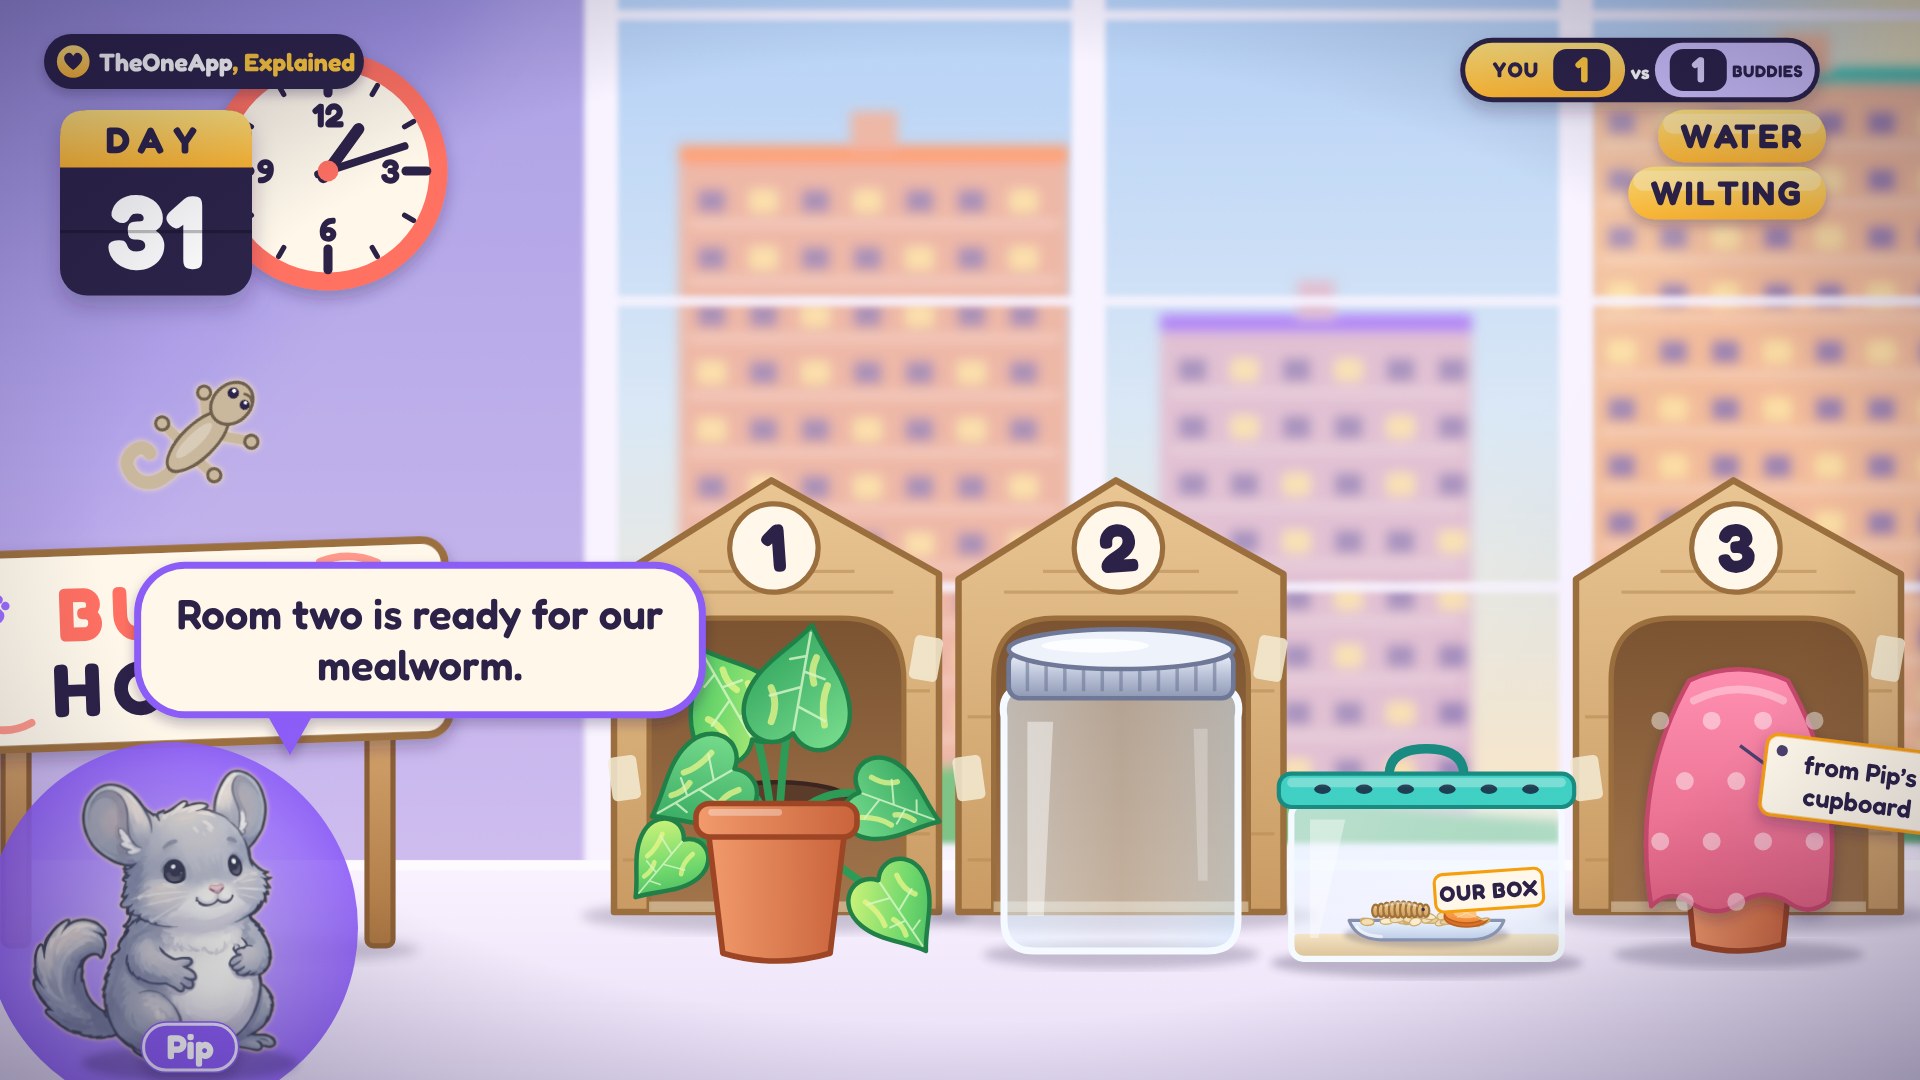 TheOneApp, Explained
DAY
31
12
3
6
9
YOU 1 vs 1 BUDDIES
WATER
WILTING
Room two is ready for our
mealworm.
1
2
3
OUR BOX
from Pip's
cupboard
Pip